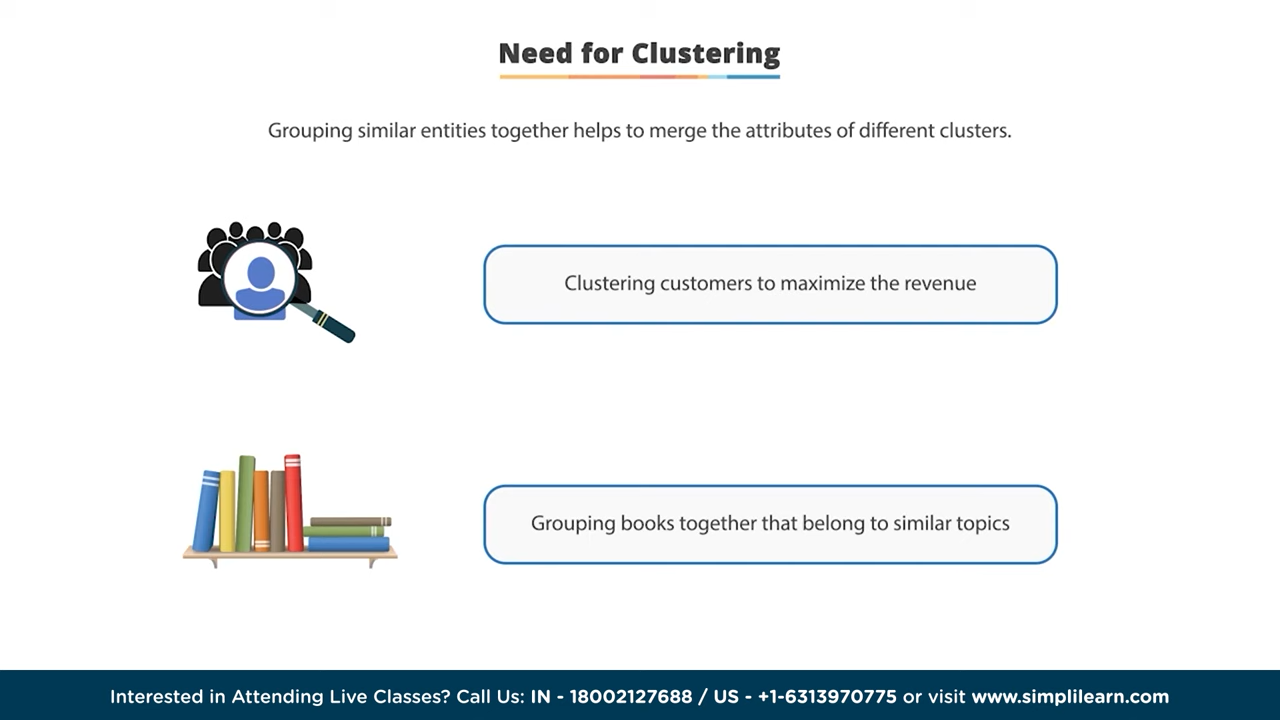 Need for Clustering
Grouping similar entities together helps to merge the attributes of different clusters.
Clustering customers to maximize the revenue
Grouping books together that belong to similar topics
Interested in Attending Live Classes? Call Us: IN - 18002127688 / US - +1-6313970775 or visit www.simplilearn.com